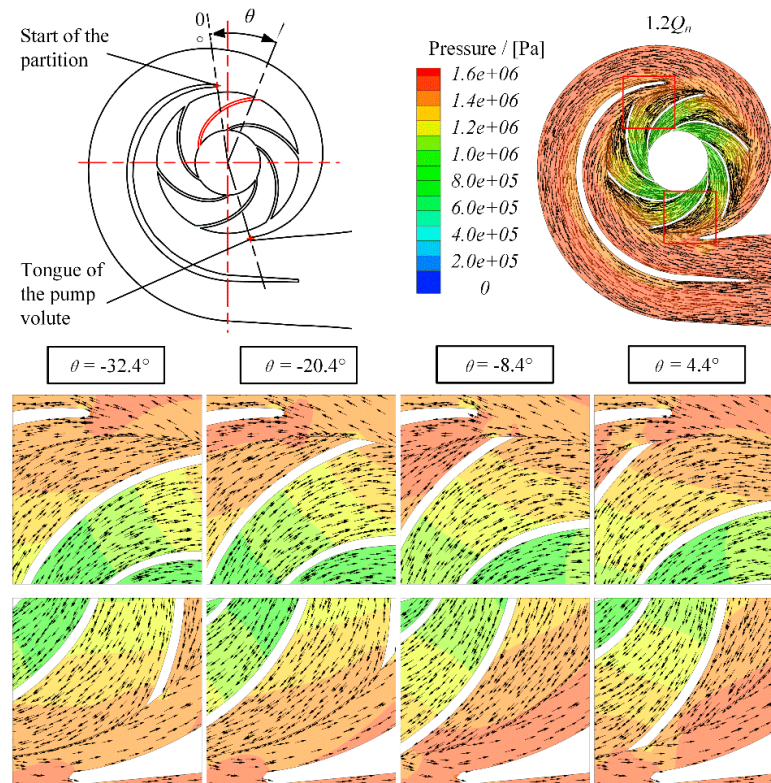 0
°
θ
Start of the
partition
Tongue of
the pump
volute
Pressure / [Pa]
1.6e+06
1.4e+06
1.2e+06
1.0e+06
8.0e+05
6.0e+05
4.0e+05
2.0e+05
0
1.2Qn
θ = -32.4°
θ = -20.4°
θ = -8.4°
θ = 4.4°